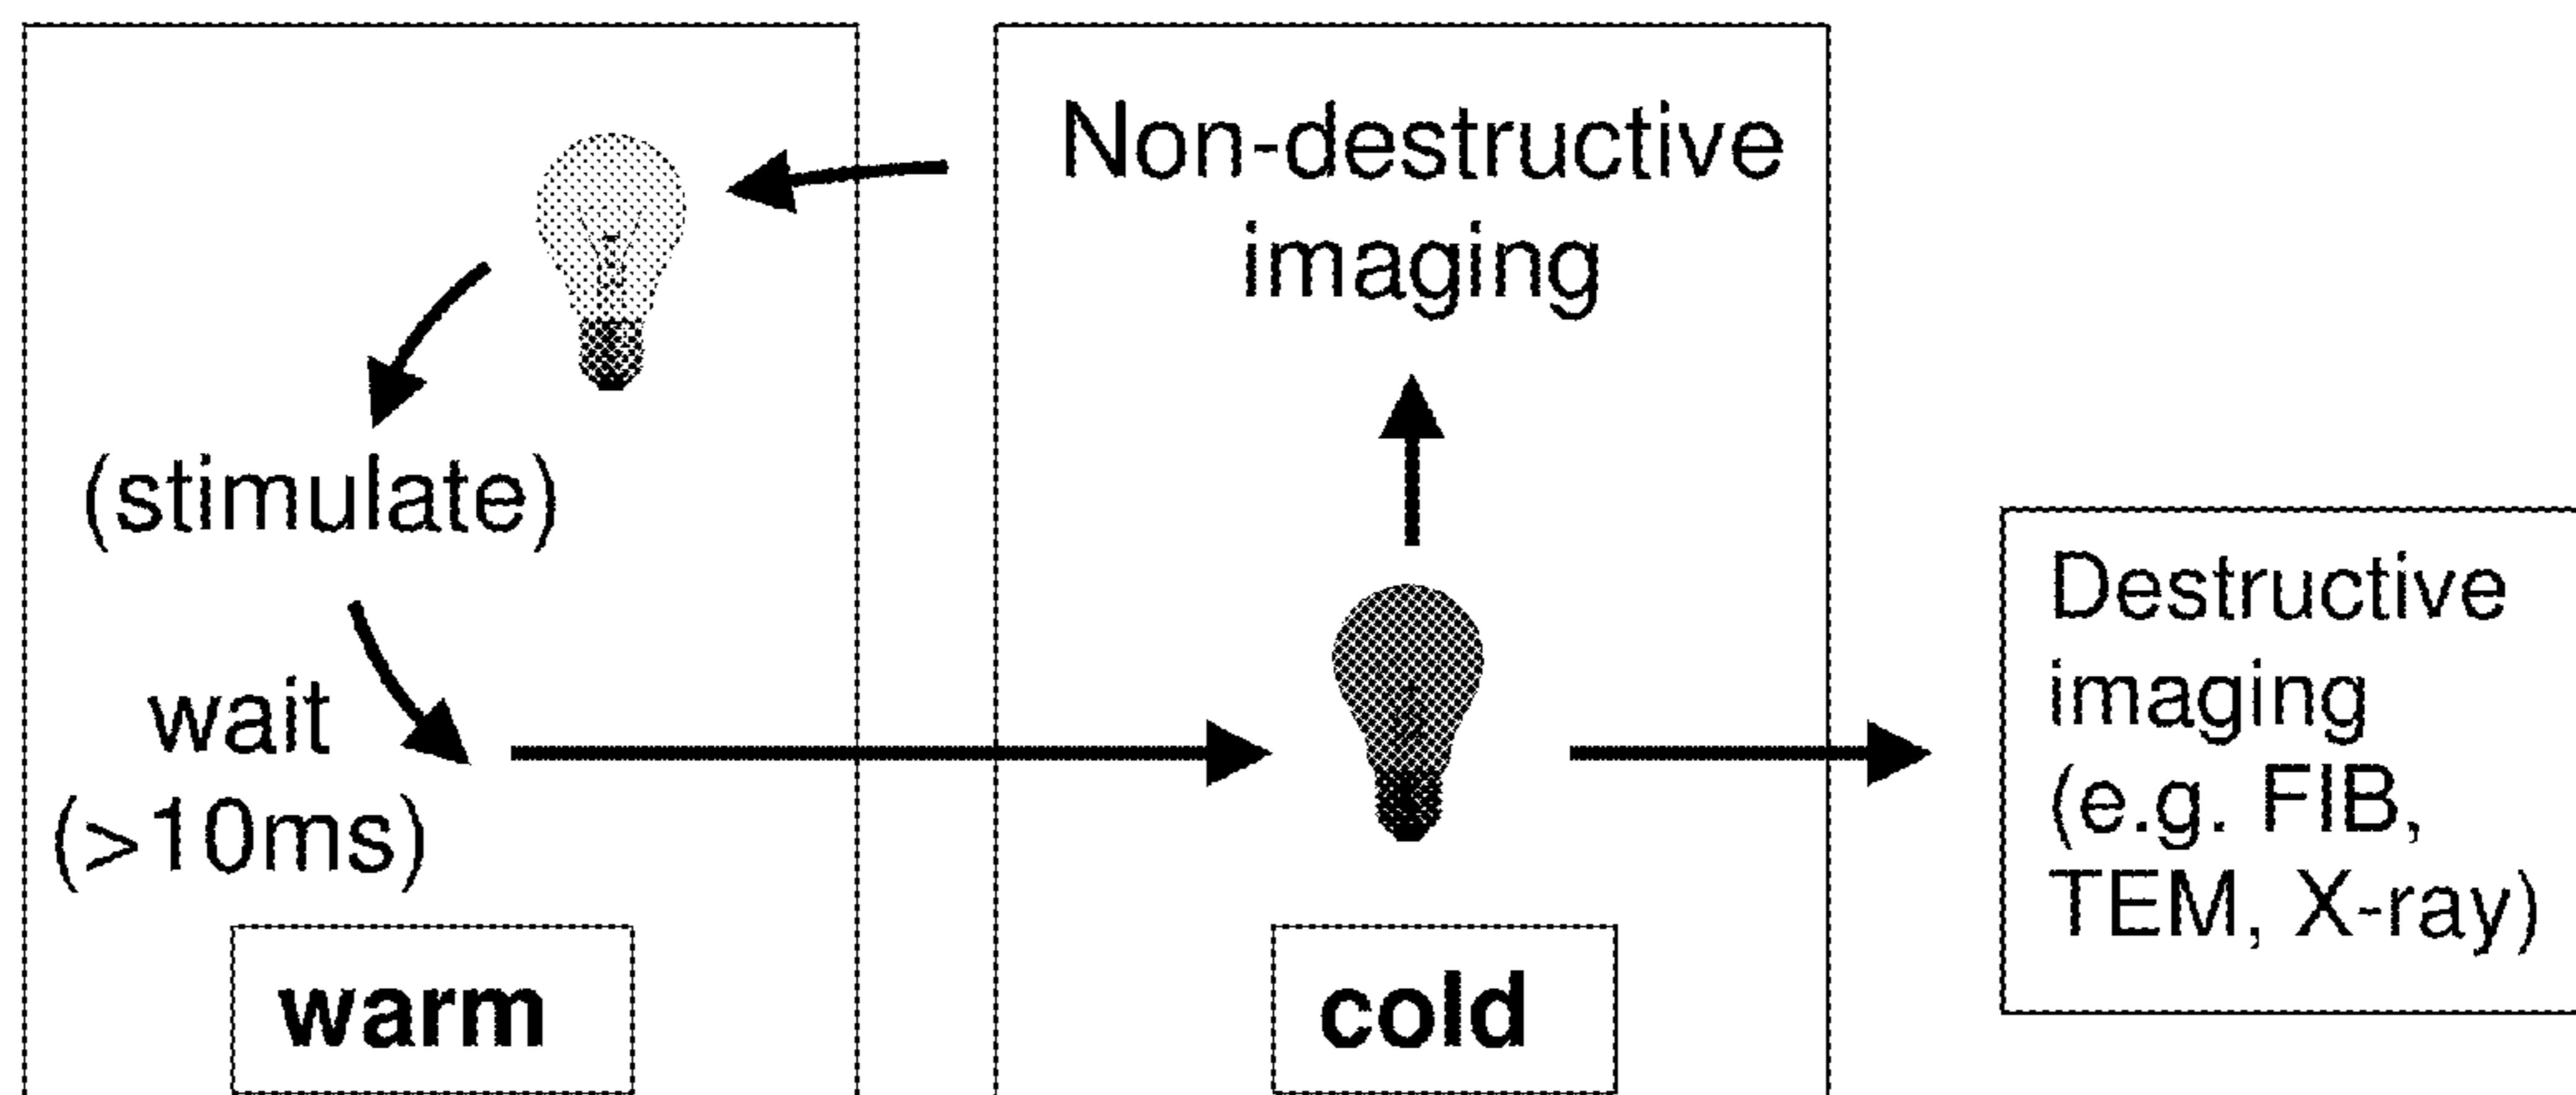 (stimulate)
wait
(>10ms)
warm
Non-destructive
imaging
cold
Destructive
imaging
(e.g. FIB,
TEM, X-ray)